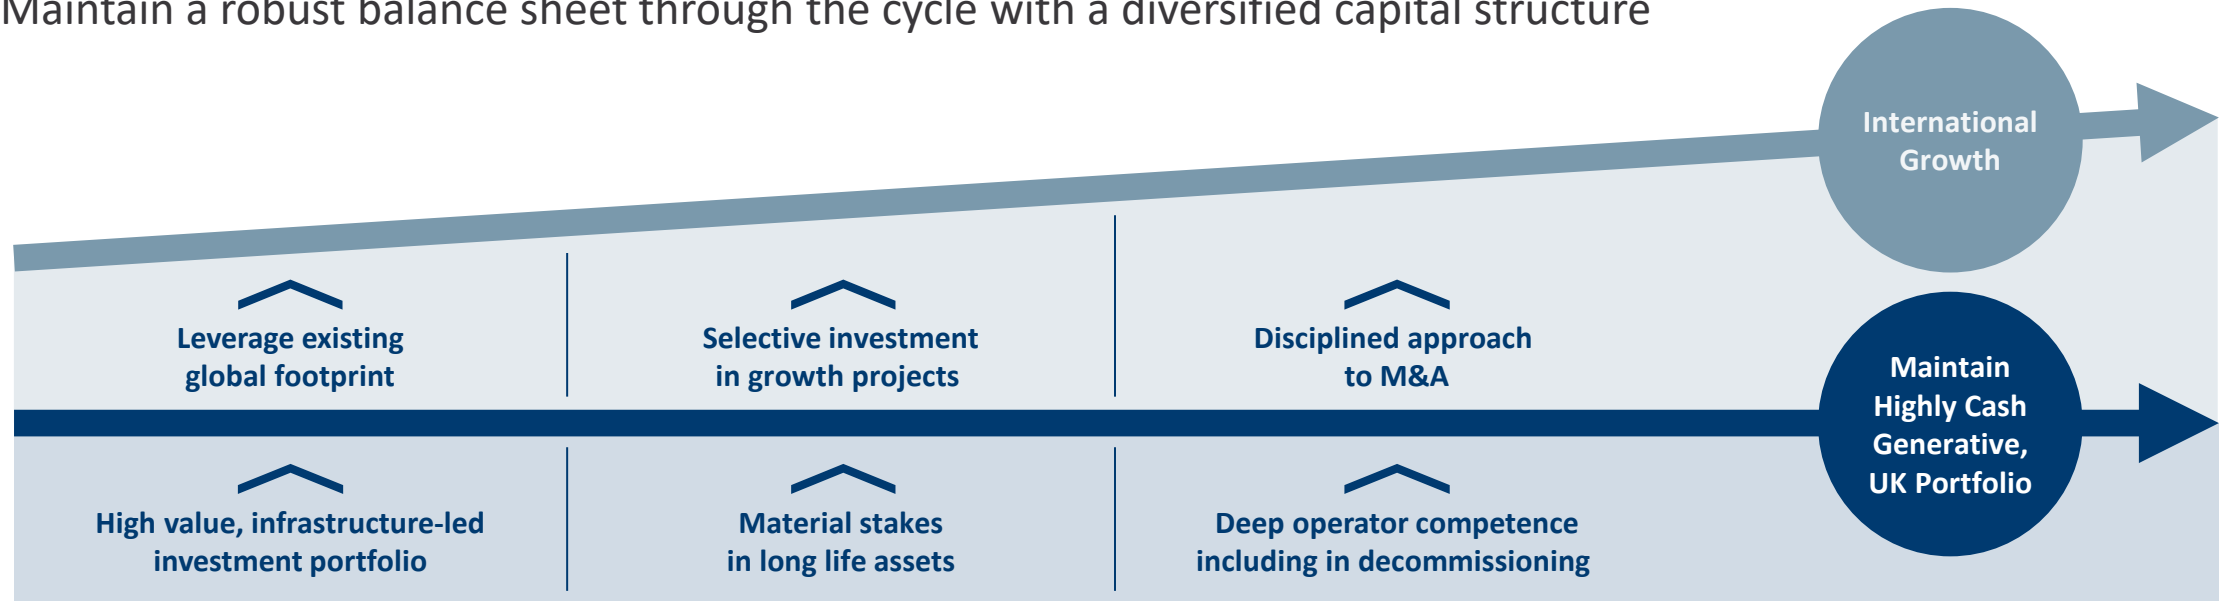 Maintain a robust balance sheet through the cycle with a diversified capital structure
International
Growth
Leverage existing
global footprint
Selective investment
in growth projects
Disciplined approach
to M&A
Maintain
Highly Cash
Generative,
UK Portfolio
High value, infrastructure-led
investment portfolio
Material stakes
in long life assets
Deep operator competence
including in decommissioning